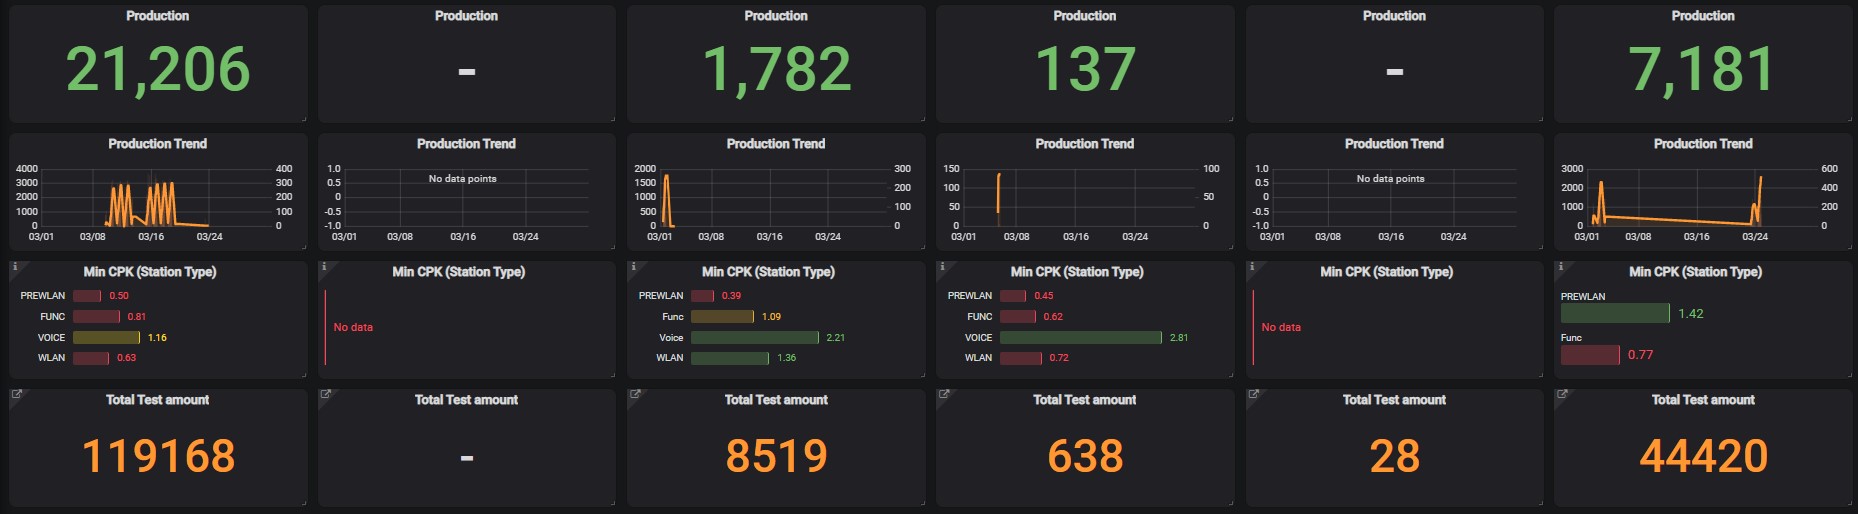 Production
21,206
Production
-
Production
1,782
Production
137
Production
-
Production
7,181
Production Trend
4000
3000
2000
1000
0
400
300
200
100
0
03/01 03/08 03/16 03/24
Production Trend
1.0
0.5
0
-0.5
-1.0
No data points
03/01 03/08 03/16 03/24
Production Trend
2000
1500
1000
500
0
300
200
100
0
03/01 03/08 03/16 03/24
Production Trend
150
100
50
0
100
50
0
03/01 03/08 03/16 03/24
Production Trend
1.0
0.5
0
-0.5
-1.0
No data points
03/01 03/08 03/16 03/24
Production Trend
3000
2000
1000
0
600
400
200
0
03/01 03/08 03/16 03/24
Min CPK (Station Type)
PREWLAN 0.50
FUNC 0.81
VOICE 1.16
WLAN 0.63
Min CPK (Station Type)
No data
Min CPK (Station Type)
PREWLAN 0.39
Func 1.09
Voice 2.21
WLAN 1.36
Min CPK (Station Type)
PREWLAN 0.45
FUNC 0.62
VOICE 2.81
WLAN 0.72
Min CPK (Station Type)
No data
Min CPK (Station Type)
PREWLAN
1.42
Func
0.77
Total Test amount
119168
Total Test amount
-
Total Test amount
8519
Total Test amount
638
Total Test amount
28
Total Test amount
44420